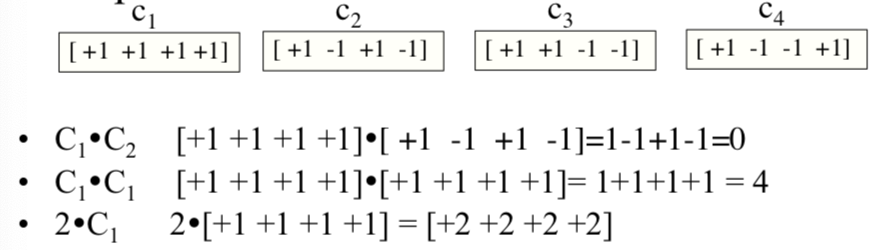 c₁ c₂ c₃ c₄
[ +1 +1 +1 +1] [ +1 -1 +1 -1] [ +1 +1 -1 -1] [ +1 -1 -1 +1]
• C₁•C₂ [+1 +1 +1 +1]•[ +1 -1 +1 -1]=1-1+1-1=0
• C₁•C₁ [+1 +1 +1 +1]•[+1 +1 +1 +1]= 1+1+1+1 = 4
• 2•C₁ 2•[+1 +1 +1 +1] = [+2 +2 +2 +2]